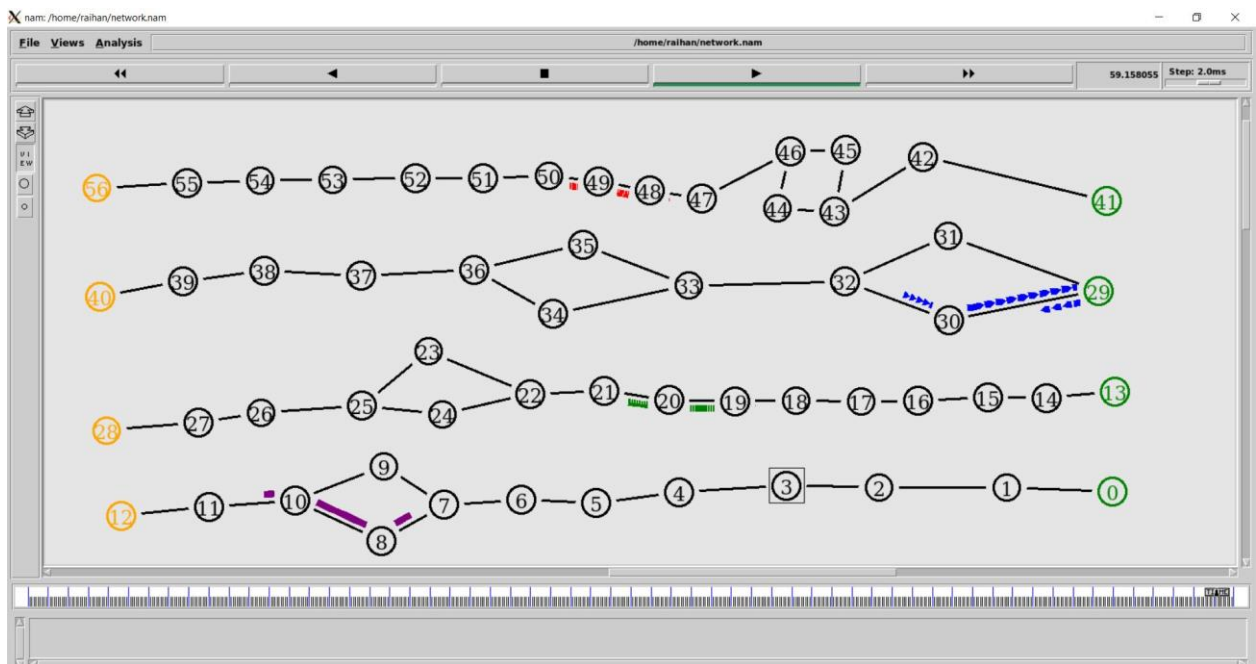 nam: /home/raihan/network.nam
File Views Analysis /home/raihan/network.nam
59.158055 Step: 2.0ms
VIEW
46 45 42
56 55 54 53 52 51 50 49 48 47 44 43 41
35 31
40 39 38 37 36 33 32 29
34 30
23
28 27 26 25 24 22 21 20 19 18 17 16 15 14 13
9
12 11 10 7 6 5 4 3 2 1 0
8
TIME